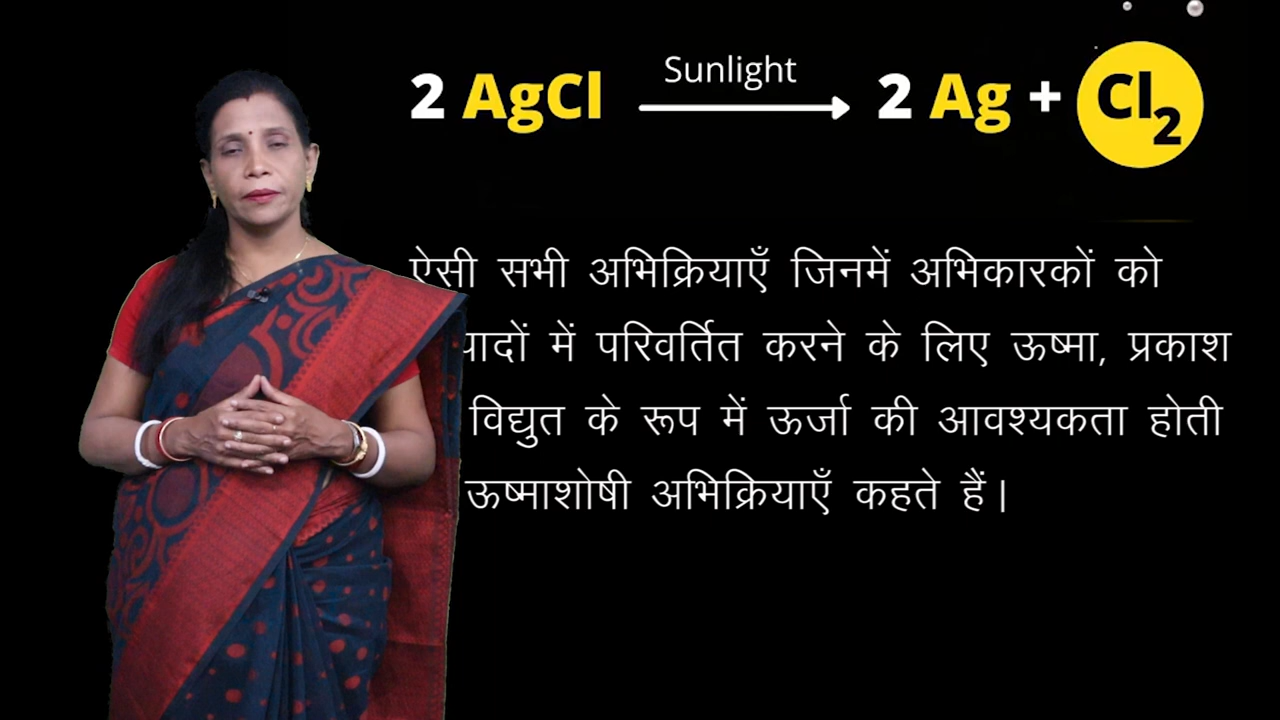 Sunlight
2 AgCl → 2 Ag + Cl₂
ऐसी सभी अभिक्रियाएँ जिनमें अभिकारकों को
में परिवर्तित करने के लिए ऊष्मा, प्रकाश
विद्युत के रूप में ऊर्जा की आवश्यकता होती
ऊष्माशोषी अभिक्रियाएँ कहते हैं।